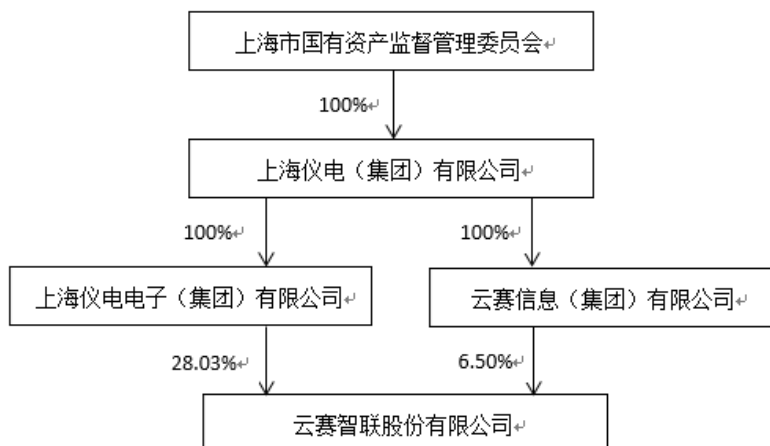 上海市国有资产监督管理委员会
100%
上海仪电（集团）有限公司
100%
100%
上海仪电电子（集团）有限公司
云赛信息（集团）有限公司
28.03%
6.50%
云赛智联股份有限公司